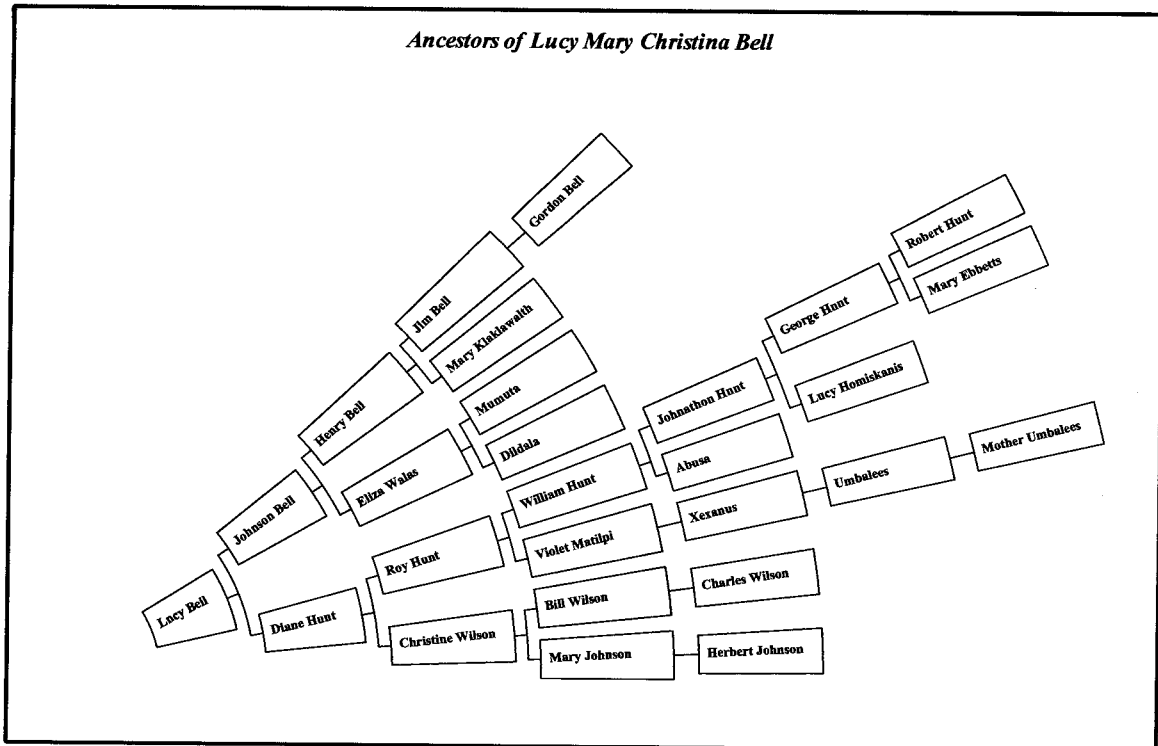 Ancestors of Lucy Mary Christina Bell
Gordon Bell
Robert Hunt
Jim Bell
Mary Ebbetts
George Hunt
Mary Klaklawalth
Mumuta
Johnathon Hunt
Lucy Homiskanis
Henry Bell
Dildala
Abusa
Mother Umbalees
Eliza Walas
William Hunt
Umbalees
Johnson Bell
Xexanus
Roy Hunt
Violet Matilpi
Charles Wilson
Lucy Bell
Bill Wilson
Diane Hunt
Christine Wilson
Mary Johnson
Herbert Johnson